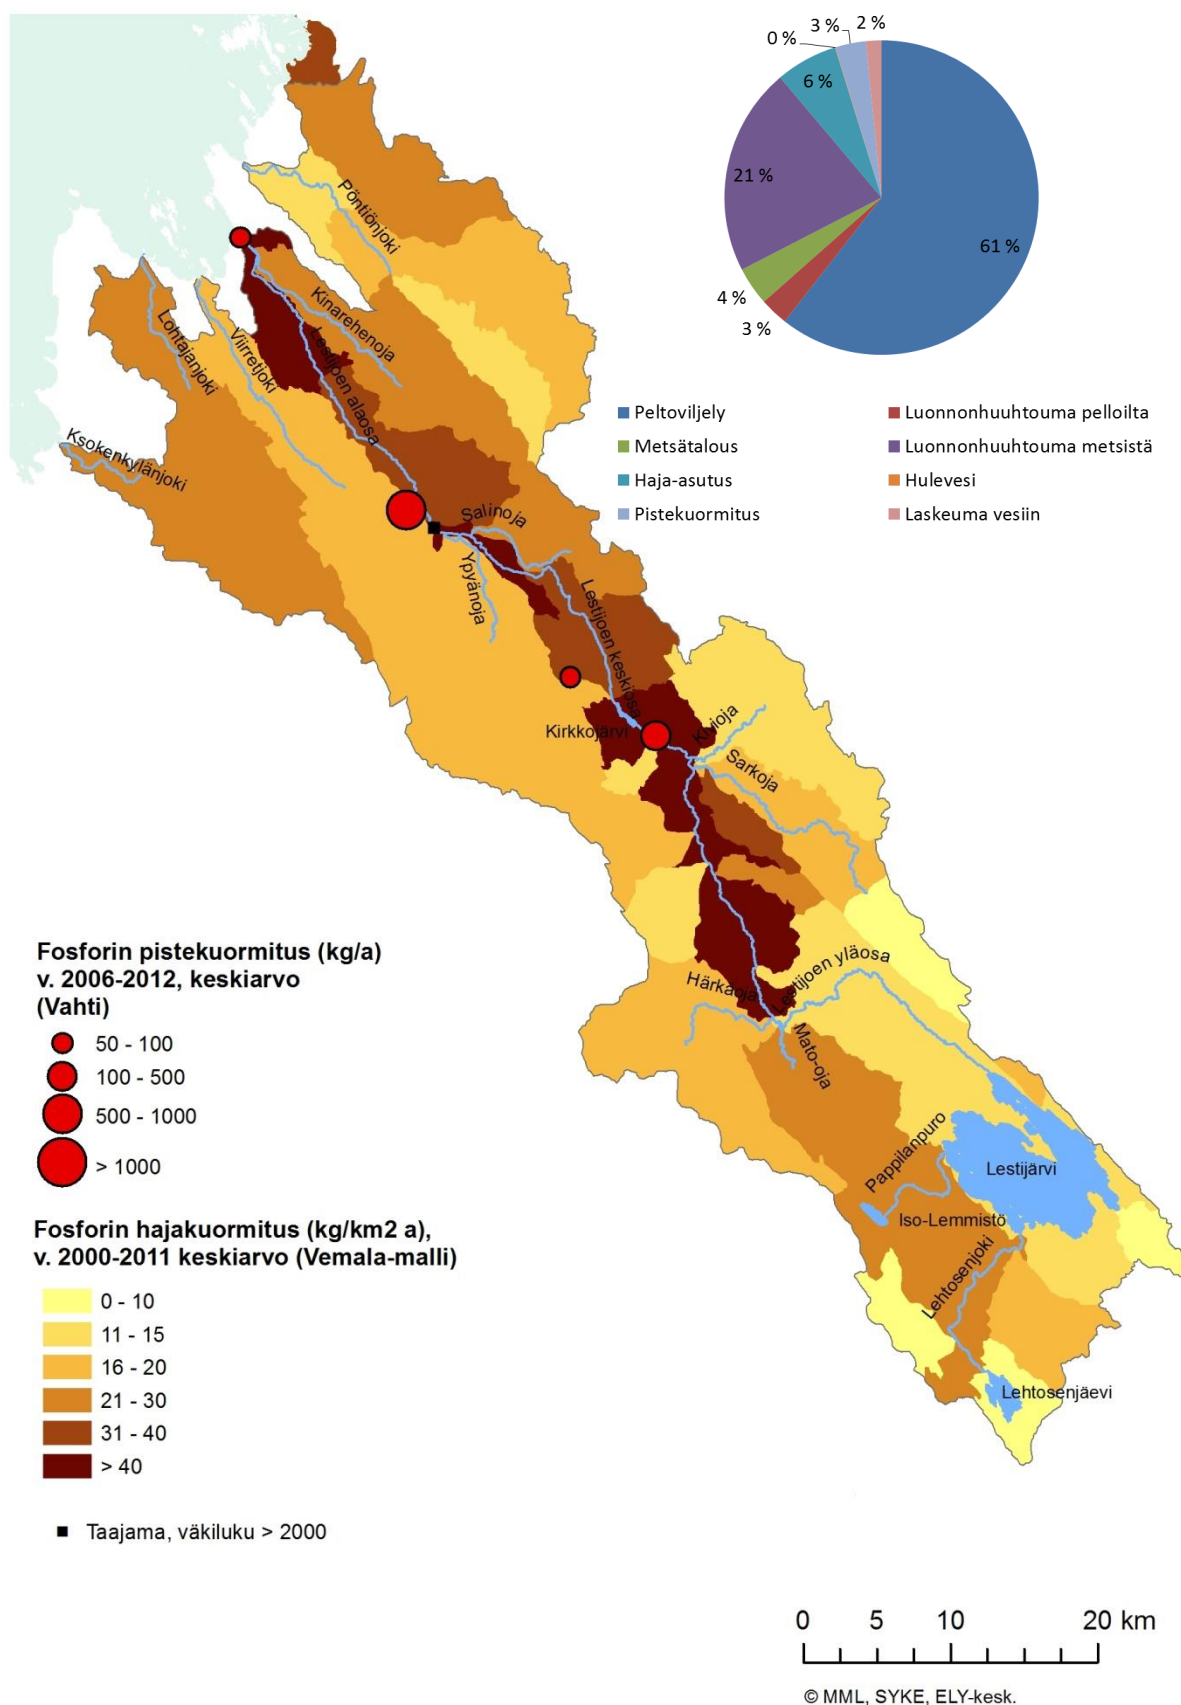 3 %
2 %
0 %
6 %
21 %
61 %
4 %
3 %
Peltoviljely
Luonnonhuuhtouma pelloilta
Metsätalous
Luonnonhuuhtouma metsistä
Haja-asutus
Hulevesi
Pistekuormitus
Laskeuma vesiin
Pöntiönjoki
Kinarehenoja
Lestijoen alaosa
Lohtajanjoki
Viirretjoki
Ksokenkylänjoki
Salinoja
Ypyänoja
Lestijoen keskiosa
Kirkkojärvi
Kivioja
Sarkoja
Härkäoja
Lestijoen yläosa
Mato-oja
Pappilanpuro
Lestijärvi
Iso-Lemmistö
Lehtosenjoki
Lehtosenjäevi
Fosforin pistekuormitus (kg/a)
v. 2006-2012, keskiarvo
(Vahti)
50 - 100
100 - 500
500 - 1000
> 1000
Fosforin hajakuormitus (kg/km2 a),
v. 2000-2011 keskiarvo (Vemala-malli)
0 - 10
11 - 15
16 - 20
21 - 30
31 - 40
> 40
Taajama, väkiluku > 2000
0 5 10 20 km
© MML, SYKE, ELY-kesk.